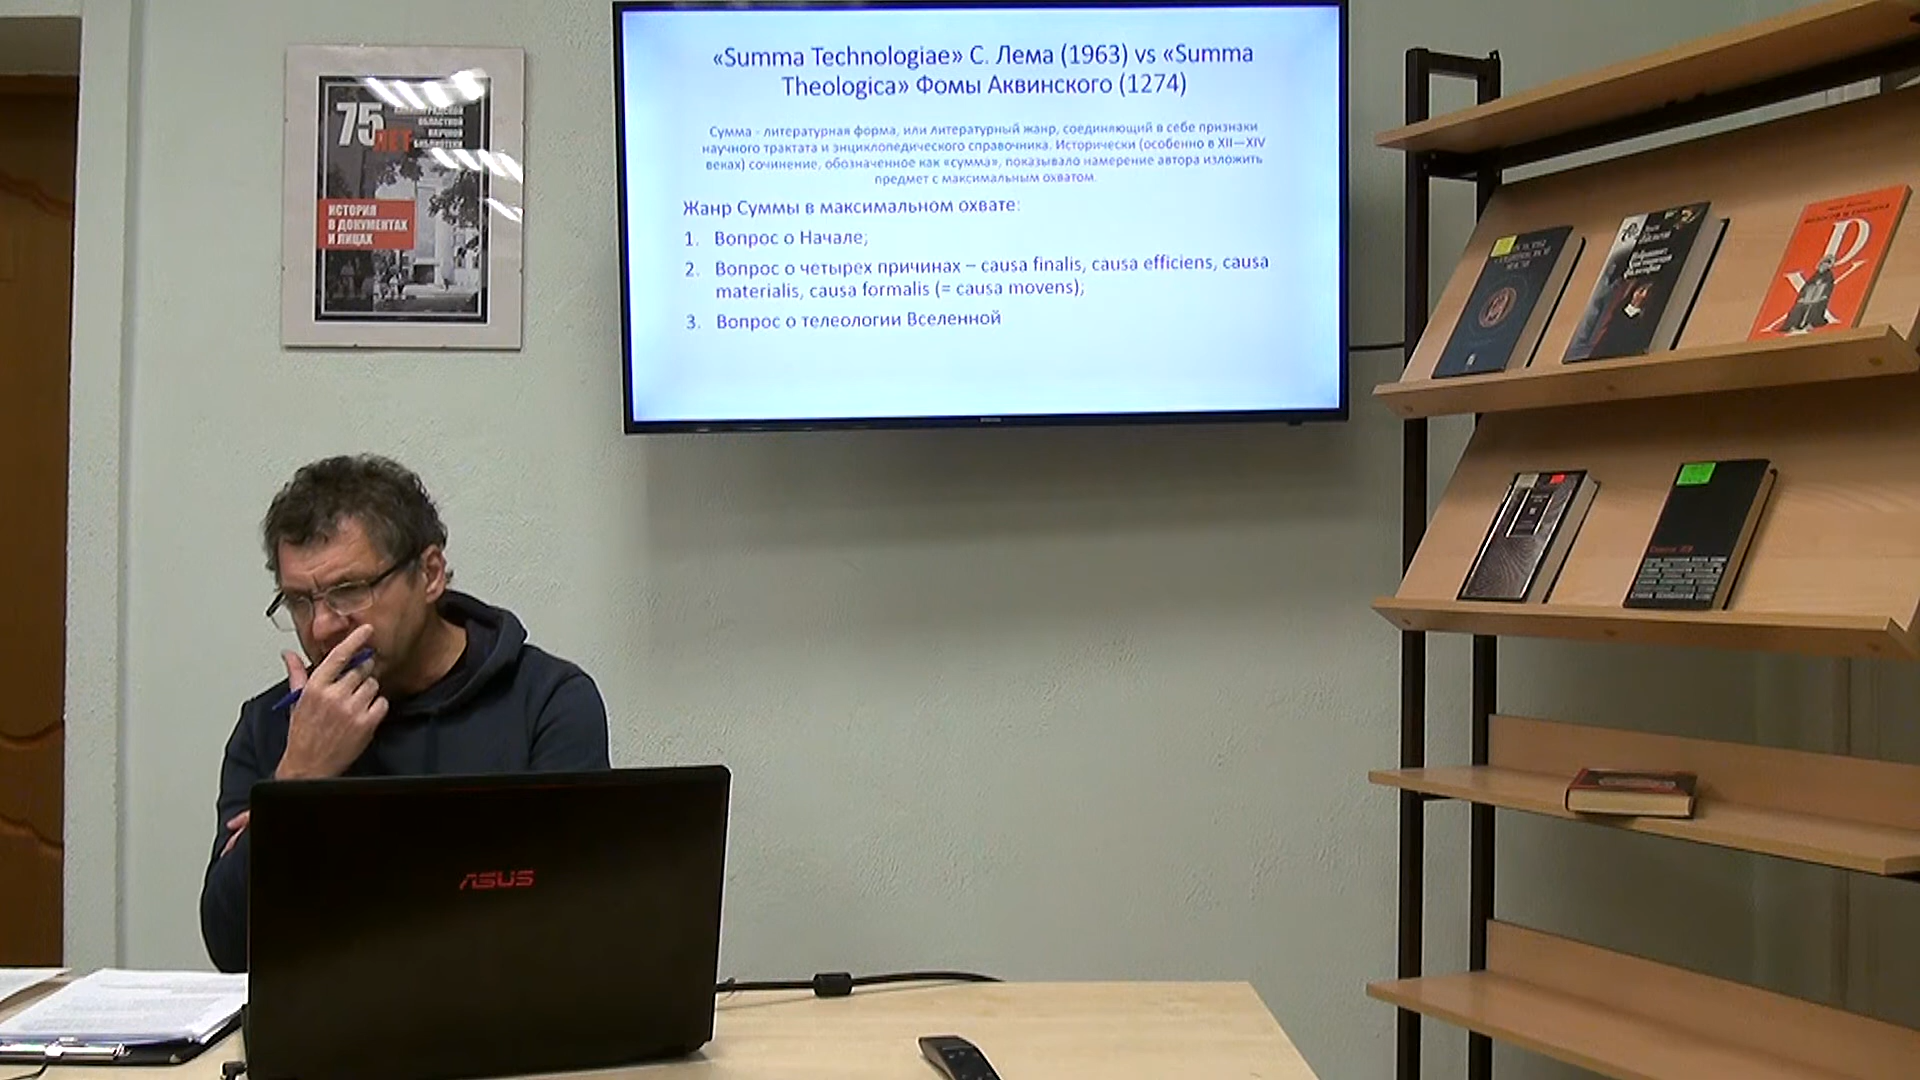 75
ЛЕТ
ОБЛАСТНОЙ
НАУЧНОЙ
БИБЛИОТЕКИ
ИСТОРИЯ
В ДОКУМЕНТАХ
И ЛИЦАХ
«Summa Technologiae» С. Лема (1963) vs «Summa
Theologica» Фомы Аквинского (1274)
Сумма - литературная форма, или литературный жанр, соединяющий в себе признаки
научного трактата и энциклопедического справочника. Исторически (особенно в XII—XIV
веках) сочинение, обозначенное как «сумма», показывало намерение автора изложить
предмет с максимальным охватом.
Жанр Суммы в максимальном охвате:
1. Вопрос о Начале;
2. Вопрос о четырех причинах – causa finalis, causa efficiens, causa
materialis, causa formalis (= causa movens);
3. Вопрос о телеологии Вселенной
ASUS